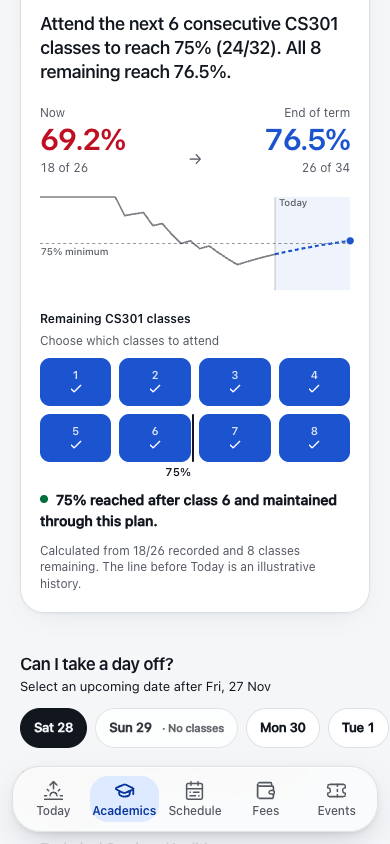 Attend the next 6 consecutive CS301
classes to reach 75% (24/32). All 8
remaining reach 76.5%.
Now
End of term
69.2%
→
76.5%
18 of 26
26 of 34
Today
75% minimum
Remaining CS301 classes
Choose which classes to attend
1 2 3 4
5 6 7 8
75%
75% reached after class 6 and maintained
through this plan.
Calculated from 18/26 recorded and 8 classes
remaining. The line before Today is an illustrative
history.
Can I take a day off?
Select an upcoming date after Fri, 27 Nov
Sat 28 Sun 29 · No classes Mon 30 Tue 1
Today Academics Schedule Fees Events